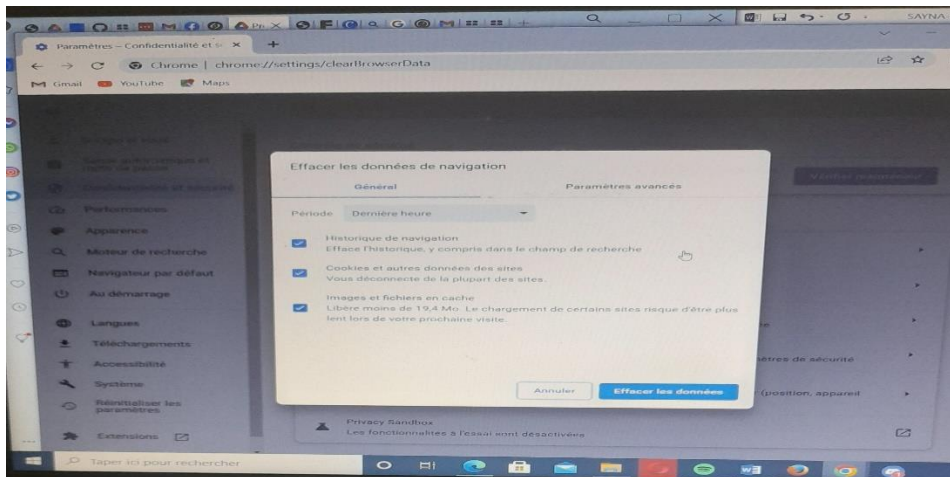 SAYNA
Paramètres – Confidentialité et s
Chrome | chrome://settings/clearBrowserData
Gmail YouTube Maps
Effacer les données de navigation
Général Paramètres avancés
Période Dernière heure
Historique de navigation
Efface l'historique, y compris dans le champ de recherche
Cookies et autres données des sites
Vous déconnecte de la plupart des sites.
Images et fichiers en cache
Libère moins de 19,4 Mo. Le chargement de certains sites risque d'être plus
lent lors de votre prochaine visite.
Annuler Effacer les données
Performances
Apparence
Moteur de recherche
Navigateur par défaut
Au démarrage
Langues
Téléchargements
Accessibilité
Système
Réinitialiser les
paramètres
Extensions
ètres de sécurité
(position, appareil
Privacy Sandbox
Les fonctionnalités à l'essai sont désactivées
Taper ici pour rechercher